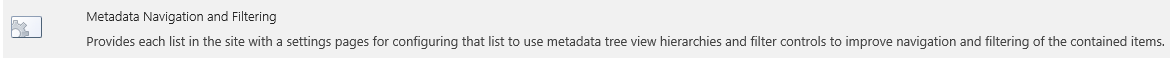 Metadata Navigation and Filtering
Provides each list in the site with a settings pages for configuring that list to use metadata tree view hierarchies and filter controls to improve navigation and filtering of the contained items.